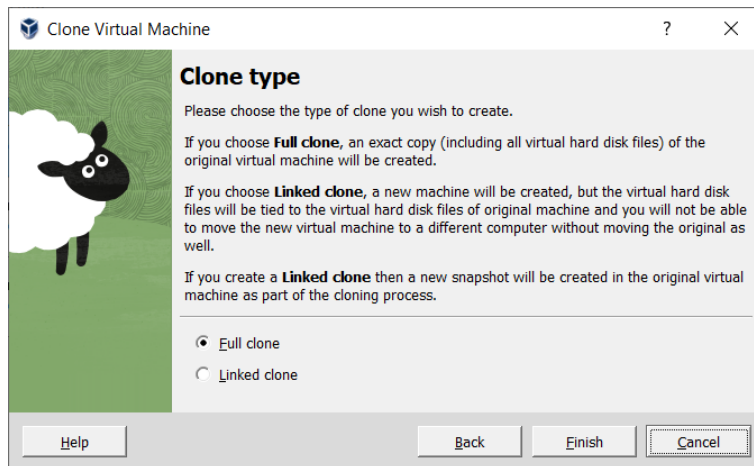 Clone Virtual Machine
Clone type
Please choose the type of clone you wish to create.
If you choose Full clone, an exact copy (including all virtual hard disk files) of the
original virtual machine will be created.
If you choose Linked clone, a new machine will be created, but the virtual hard disk
files will be tied to the virtual hard disk files of original machine and you will not be able
to move the new virtual machine to a different computer without moving the original as
well.
If you create a Linked clone then a new snapshot will be created in the original virtual
machine as part of the cloning process.
Full clone
Linked clone
Help
Back
Finish
Cancel